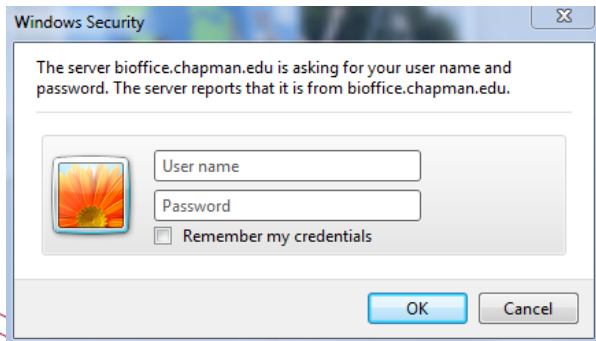 Windows Security
The server bioffice.chapman.edu is asking for your user name and
password. The server reports that it is from bioffice.chapman.edu.
User name
Password
Remember my credentials
OK Cancel